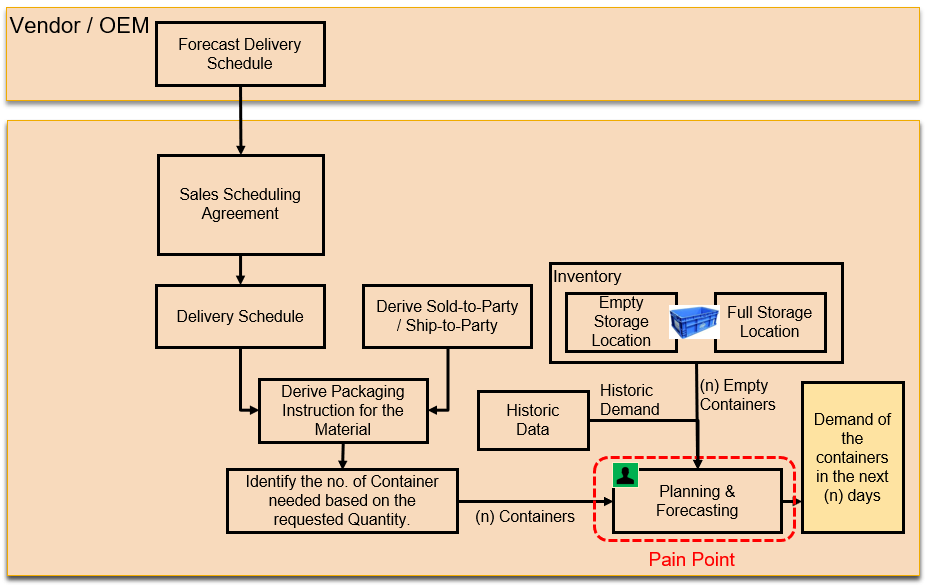 Vendor / OEM
Forecast Delivery
Schedule
Sales Scheduling
Agreement
Delivery Schedule
Derive Sold-to-Party
/ Ship-to-Party
Inventory
Empty
Storage
Location
Full Storage
Location
Derive Packaging
Instruction for the
Material
Historic
Data
Historic
Demand
(n) Empty
Containers
Demand of
the
containers
in the next
(n) days
Identify the no. of Container
needed based on the
requested Quantity.
(n) Containers
Planning &
Forecasting
Pain Point